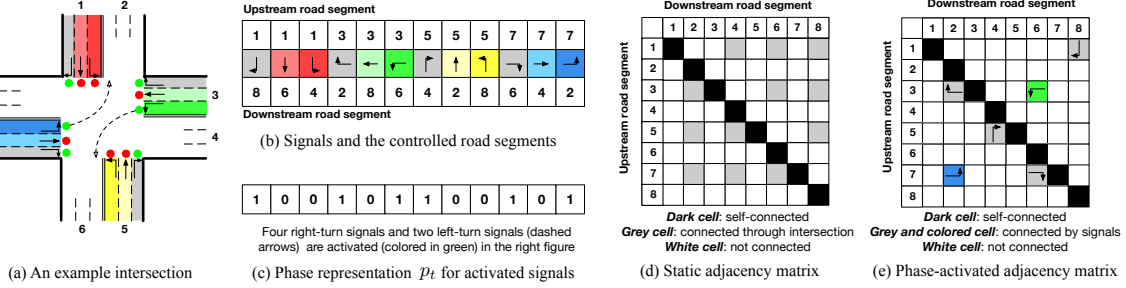 1 2
3
4
6 5
(a) An example intersection
Upstream road segment
1 1 1 3 3 3 5 5 5 7 7 7
8 6 4 2 8 6 4 2 8 6 4 2
Downstream road segment
(b) Signals and the controlled road segments
1 0 0 1 0 1 1 0 0 1 0 1
Four right-turn signals and two left-turn signals (dashed
arrows) are activated (colored in green) in the right figure
(c) Phase representation p_t for activated signals
Downstream road segment
1 2 3 4 5 6 7 8
Upstream road segment
1
2
3
4
5
6
7
8
Dark cell: self-connected
Grey cell: connected through intersection
White cell: not connected
(d) Static adjacency matrix
Downstream road segment
1 2 3 4 5 6 7 8
Upstream road segment
1
2
3
4
5
6
7
8
Dark cell: self-connected
Grey and colored cell: connected by signals
White cell: not connected
(e) Phase-activated adjacency matrix